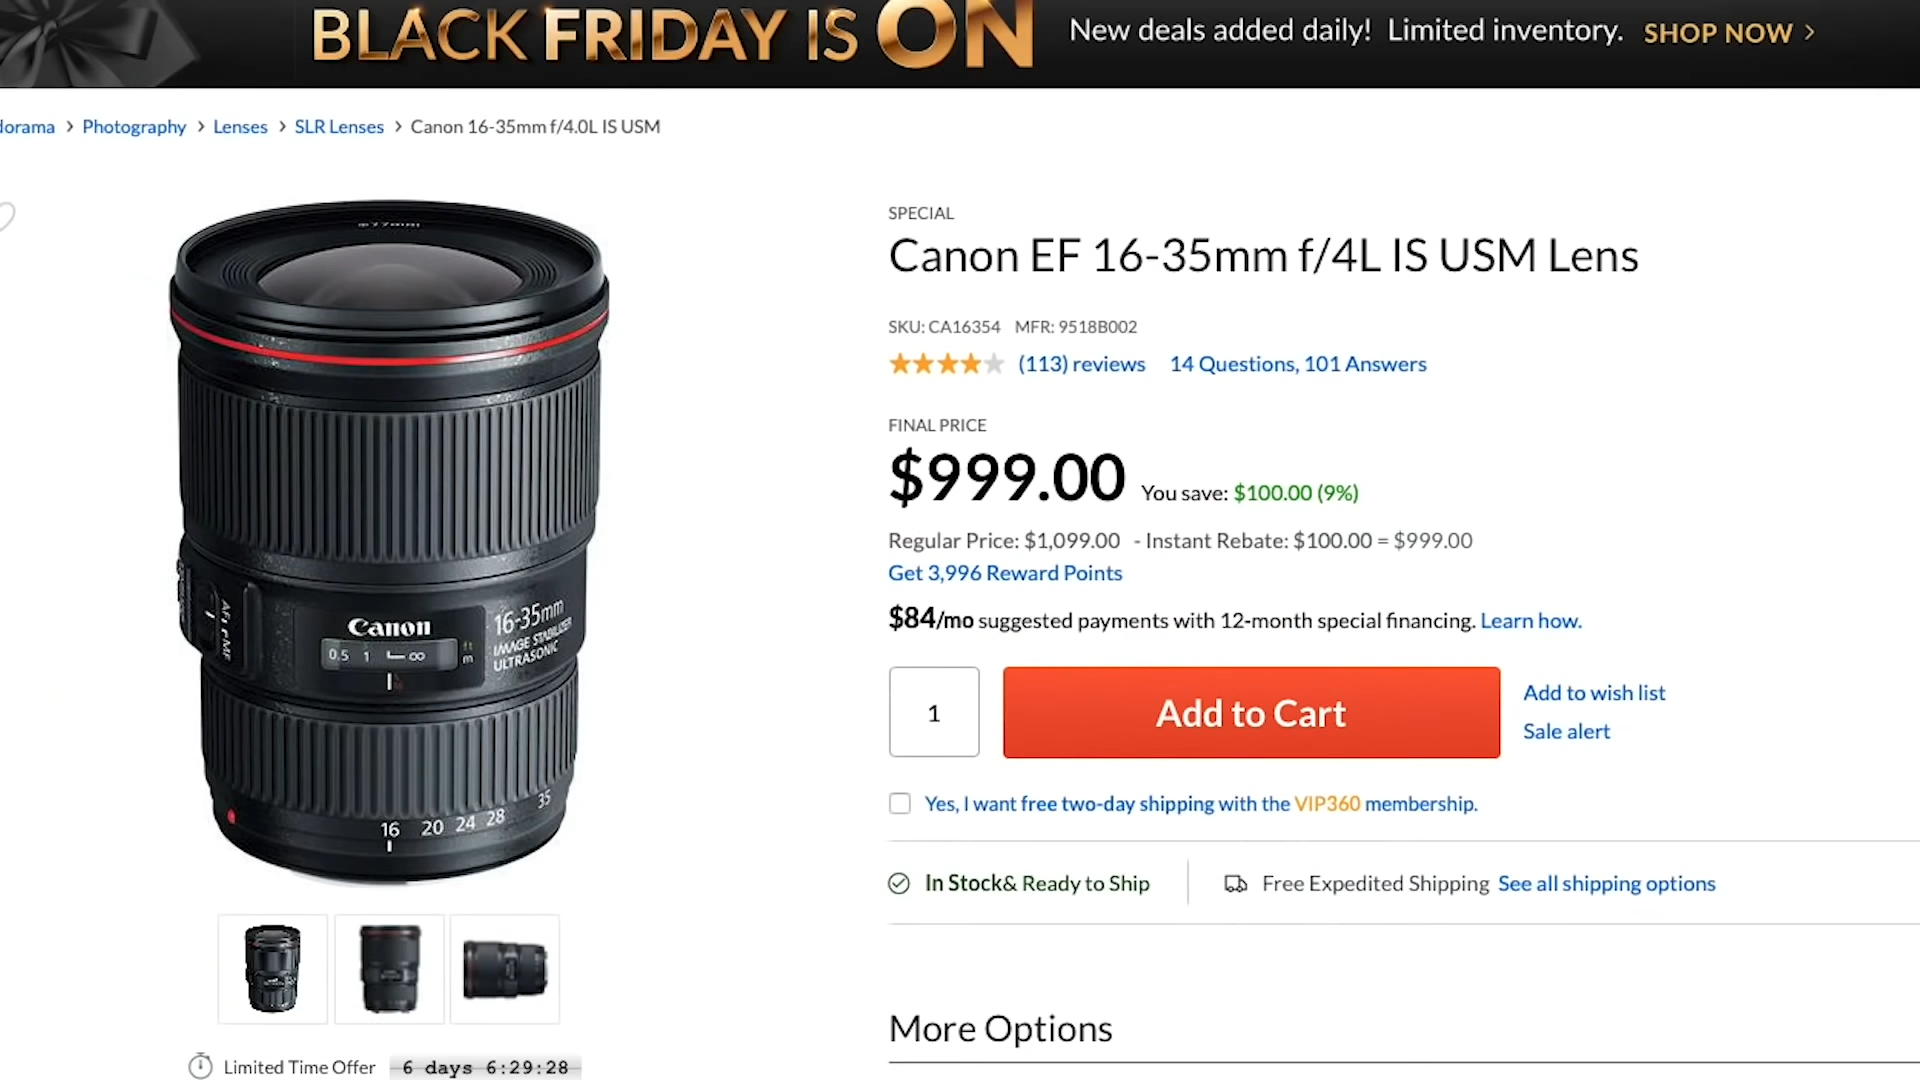 BLACK FRIDAY IS ON New deals added daily! Limited inventory. SHOP NOW >
dorama > Photography > Lenses > SLR Lenses > Canon 16-35mm f/4.0L IS USM
SPECIAL
Canon EF 16-35mm f/4L IS USM Lens
SKU: CA16354 MFR: 9518B002
(113) reviews 14 Questions, 101 Answers
FINAL PRICE
$999.00 You save: $100.00 (9%)
Regular Price: $1,099.00 - Instant Rebate: $100.00 = $999.00
Get 3,996 Reward Points
$84/mo suggested payments with 12-month special financing. Learn how.
1 Add to Cart
Add to wish list
Sale alert
Yes, I want free two-day shipping with the VIP360 membership.
In Stock& Ready to Ship
Free Expedited Shipping See all shipping options
More Options
Canon
0.5 1 ∞ ft
m
16-35mm
IMAGE STABILIZER
ULTRASONIC
AF MF
16 20 24 28 35
Limited Time Offer 6 days 6:29:28